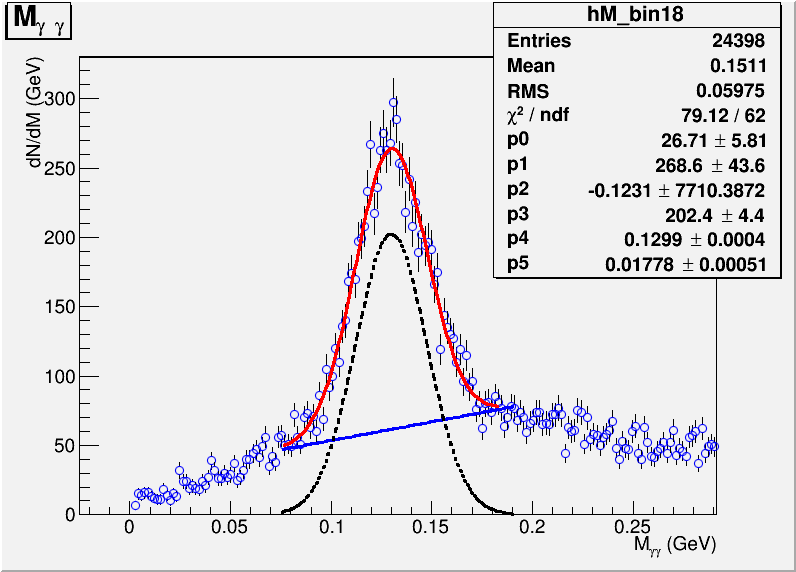 M γ γ
hM_bin18
Entries 24398
Mean 0.1511
RMS 0.05975
χ² / ndf 79.12 / 62
p0 26.71 ± 5.81
p1 268.6 ± 43.6
p2 -0.1231 ± 7710.3872
p3 202.4 ± 4.4
p4 0.1299 ± 0.0004
p5 0.01778 ± 0.00051
dN/dM (GeV)
300
250
200
150
100
50
0
0 0.05 0.1 0.15 0.2 0.25
M γγ (GeV)